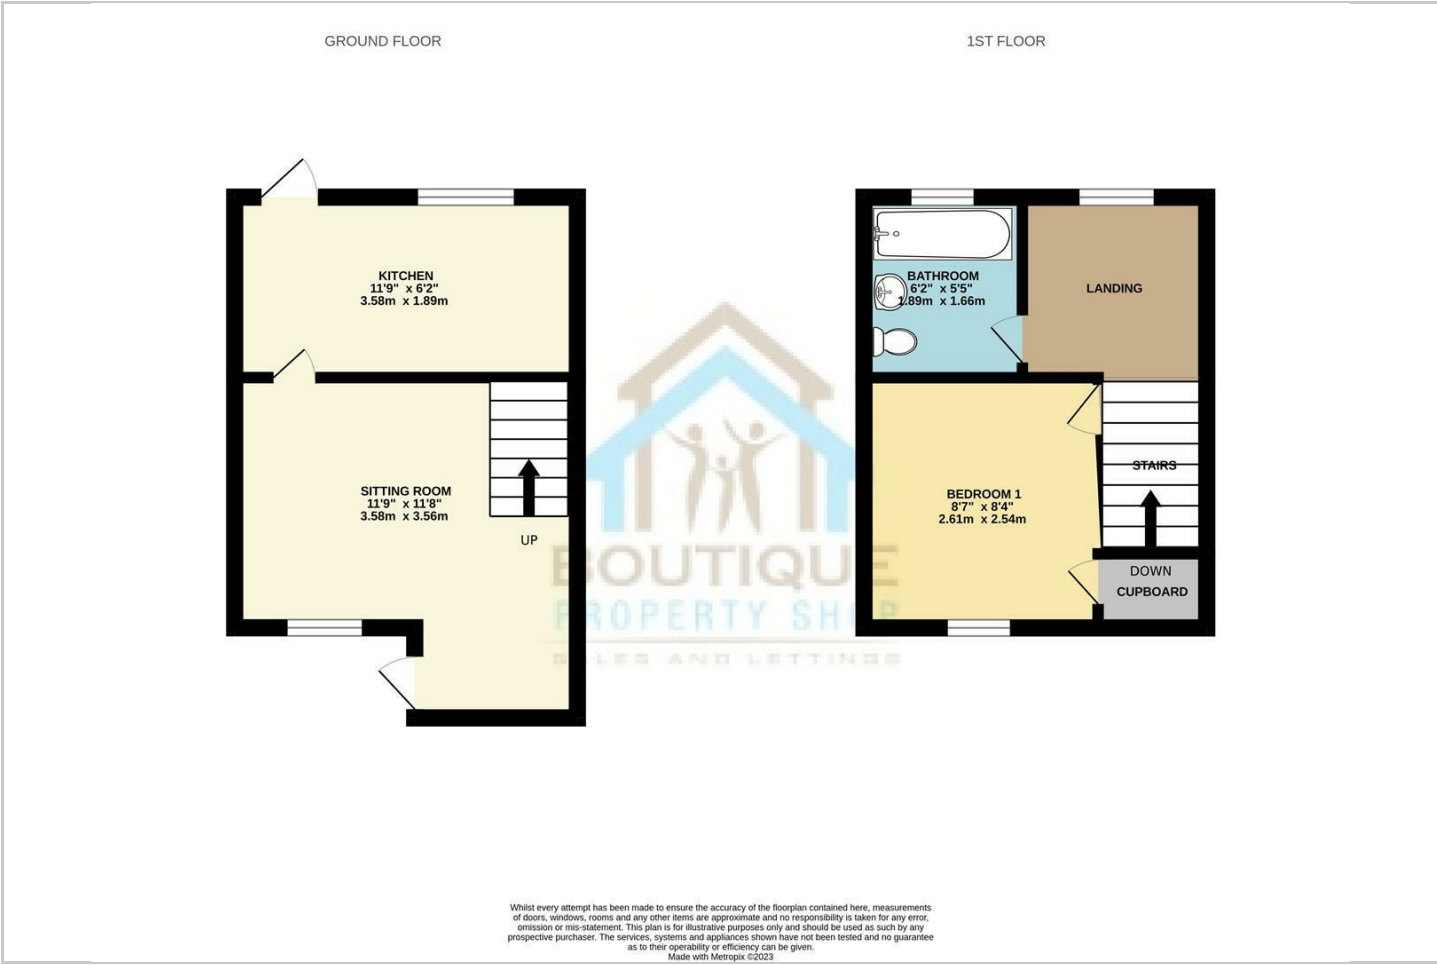 GROUND FLOOR
1ST FLOOR
KITCHEN
11'9" x 6'2"
3.58m x 1.89m
SITTING ROOM
11'9" x 11'8"
3.58m x 3.56m
UP
BATHROOM
6'2" x 5'5"
1.89m x 1.66m
LANDING
BEDROOM 1
8'7" x 8'4"
2.61m x 2.54m
STAIRS
DOWN
CUPBOARD
BOUTIQUE
PROPERTY SHOP
SALES AND LETTINGS
Whilst every attempt has been made to ensure the accuracy of the floorplan contained here, measurements
of doors, windows, rooms and any other items are approximate and no responsibility is taken for any error,
omission or mis-statement. This plan is for illustrative purposes only and should be used as such by any
prospective purchaser. The services, systems and appliances shown have not been tested and no guarantee
as to their operability or efficiency can be given.
Made with Metropix ©2023